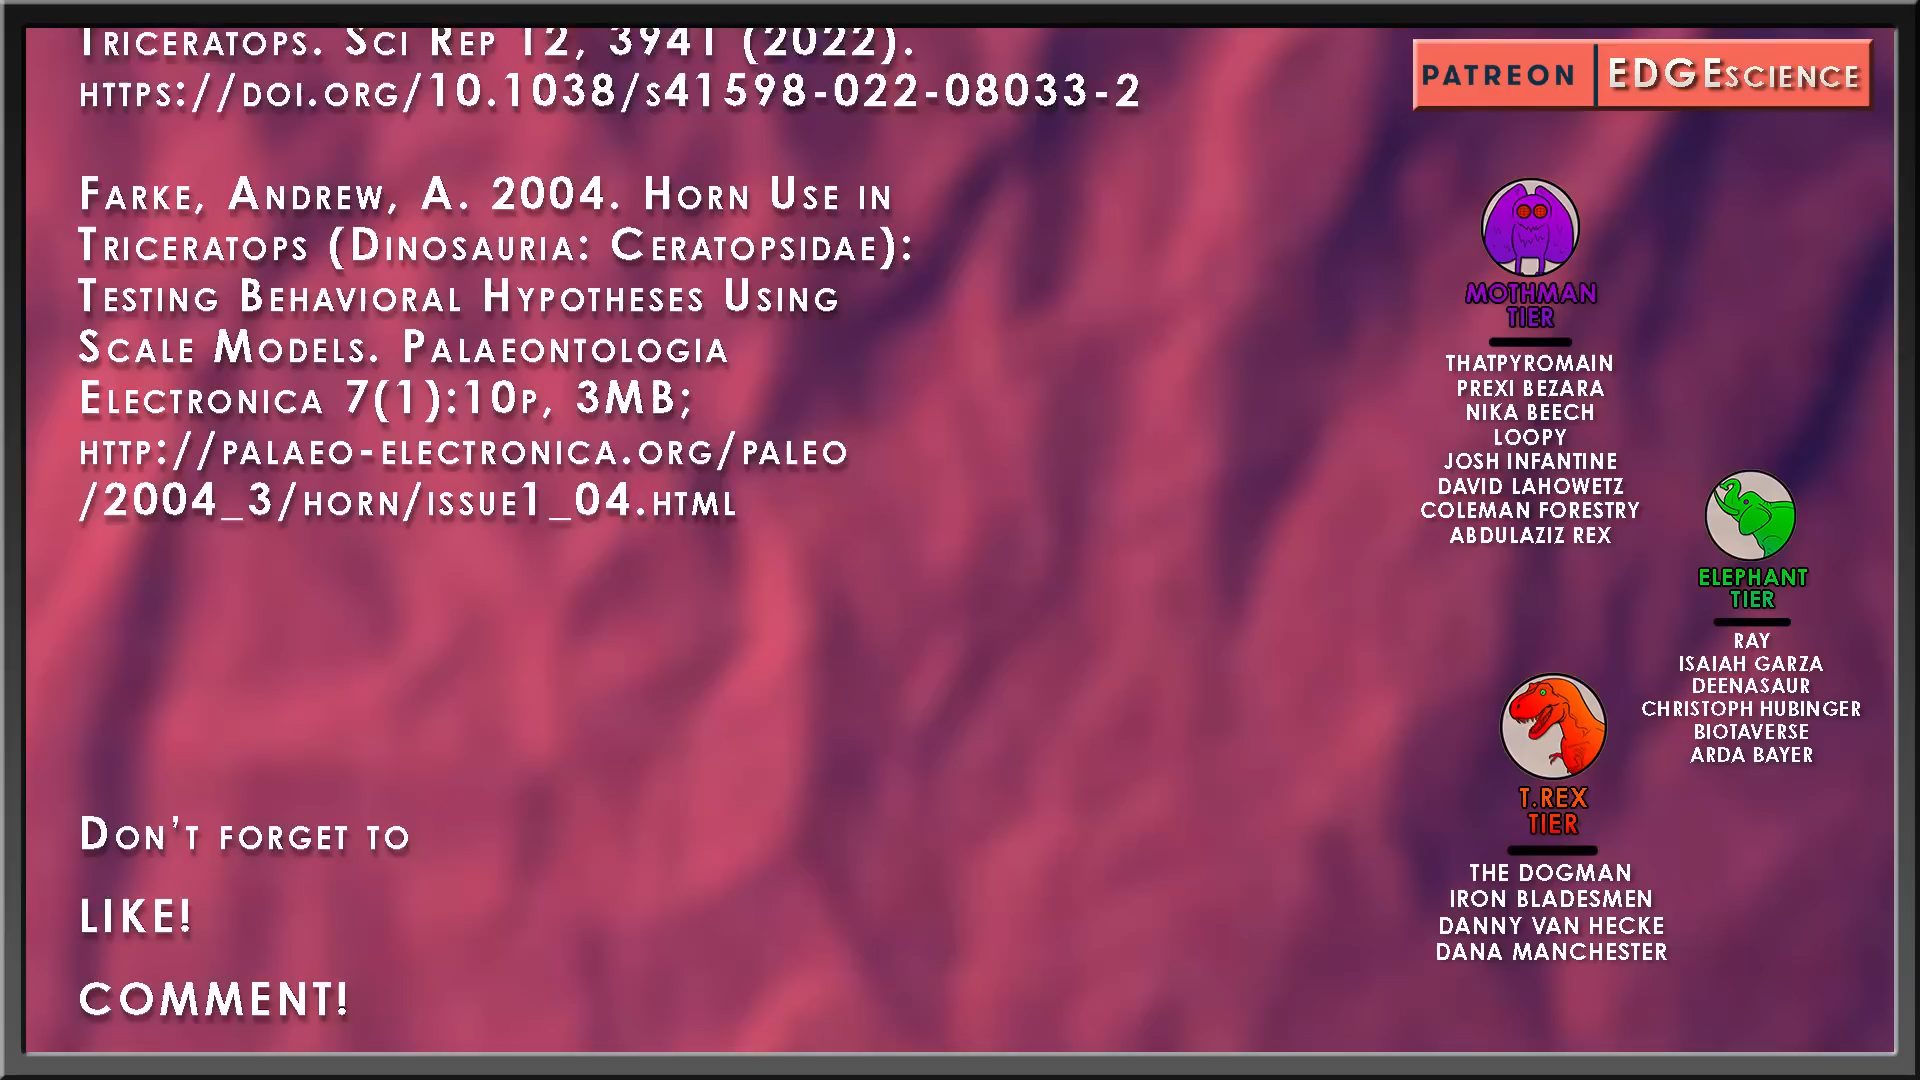 Triceratops. Sci Rep 12, 3941 (2022).
https://doi.org/10.1038/s41598-022-08033-2
Farke, Andrew, A. 2004. Horn Use in
Triceratops (Dinosauria: Ceratopsidae):
Testing Behavioral Hypotheses Using
Scale Models. Palaeontologia
Electronica 7(1):10p, 3MB;
http://palaeo-electronica.org/paleo
/2004_3/horn/issue1_04.html
Don't forget to
LIKE!
COMMENT!
PATREON EDGEscience
MOTHMAN
TIER
THATPYROMAIN
PREXI BEZARA
NIKA BEECH
LOOPY
JOSH INFANTINE
DAVID LAHOWETZ
COLEMAN FORESTRY
ABDULAZIZ REX
ELEPHANT
TIER
RAY
ISAIAH GARZA
DEENASAUR
CHRISTOPH HUBINGER
BIOTAVERSE
ARDA BAYER
T.REX
TIER
THE DOGMAN
IRON BLADESMEN
DANNY VAN HECKE
DANA MANCHESTER